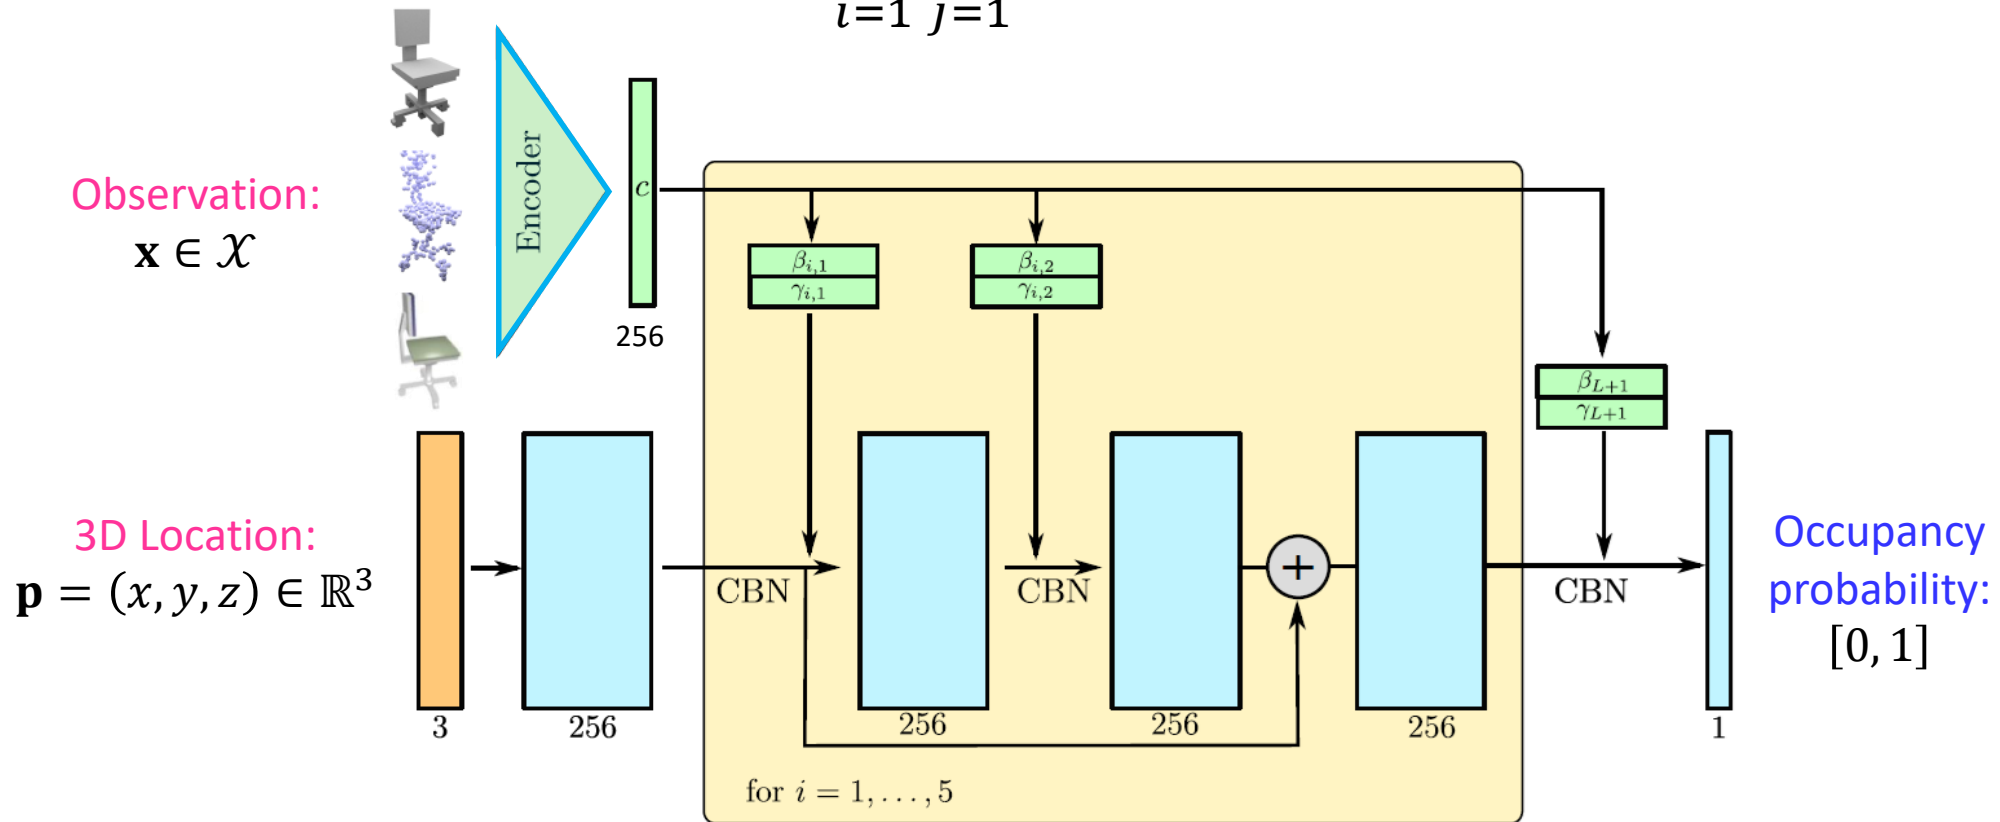 i=1 j=1
Encoder
c
Observation:
x ∈ 𝒳
β_{i,1}
γ_{i,1}
β_{i,2}
γ_{i,2}
256
β_{L+1}
γ_{L+1}
3D Location:
p = (x, y, z) ∈ ℝ³
CBN
CBN
+
CBN
Occupancy
probability:
[0, 1]
3
256
256
256
256
1
for i = 1, . . . , 5